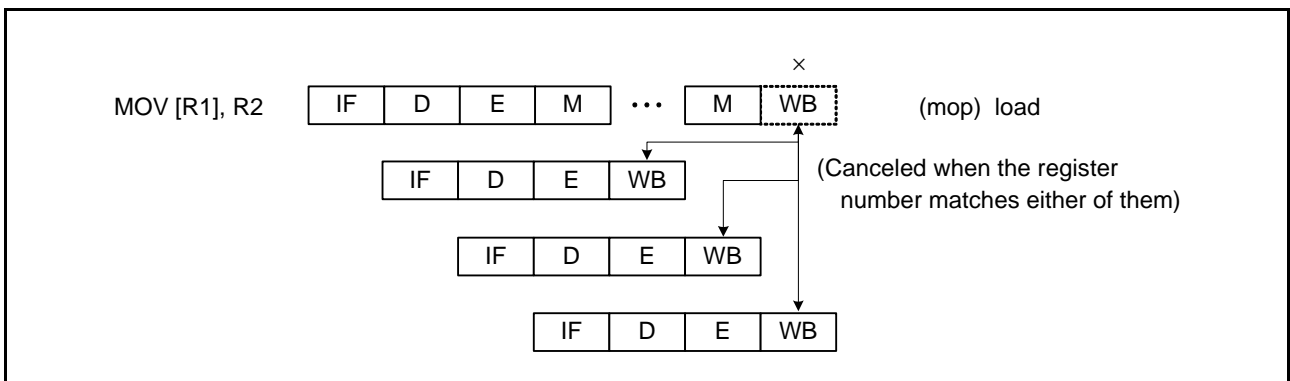 ×
MOV [R1], R2 IF D E M ••• M WB (mop) load
IF D E WB
(Canceled when the register
number matches either of them)
IF D E WB
IF D E WB